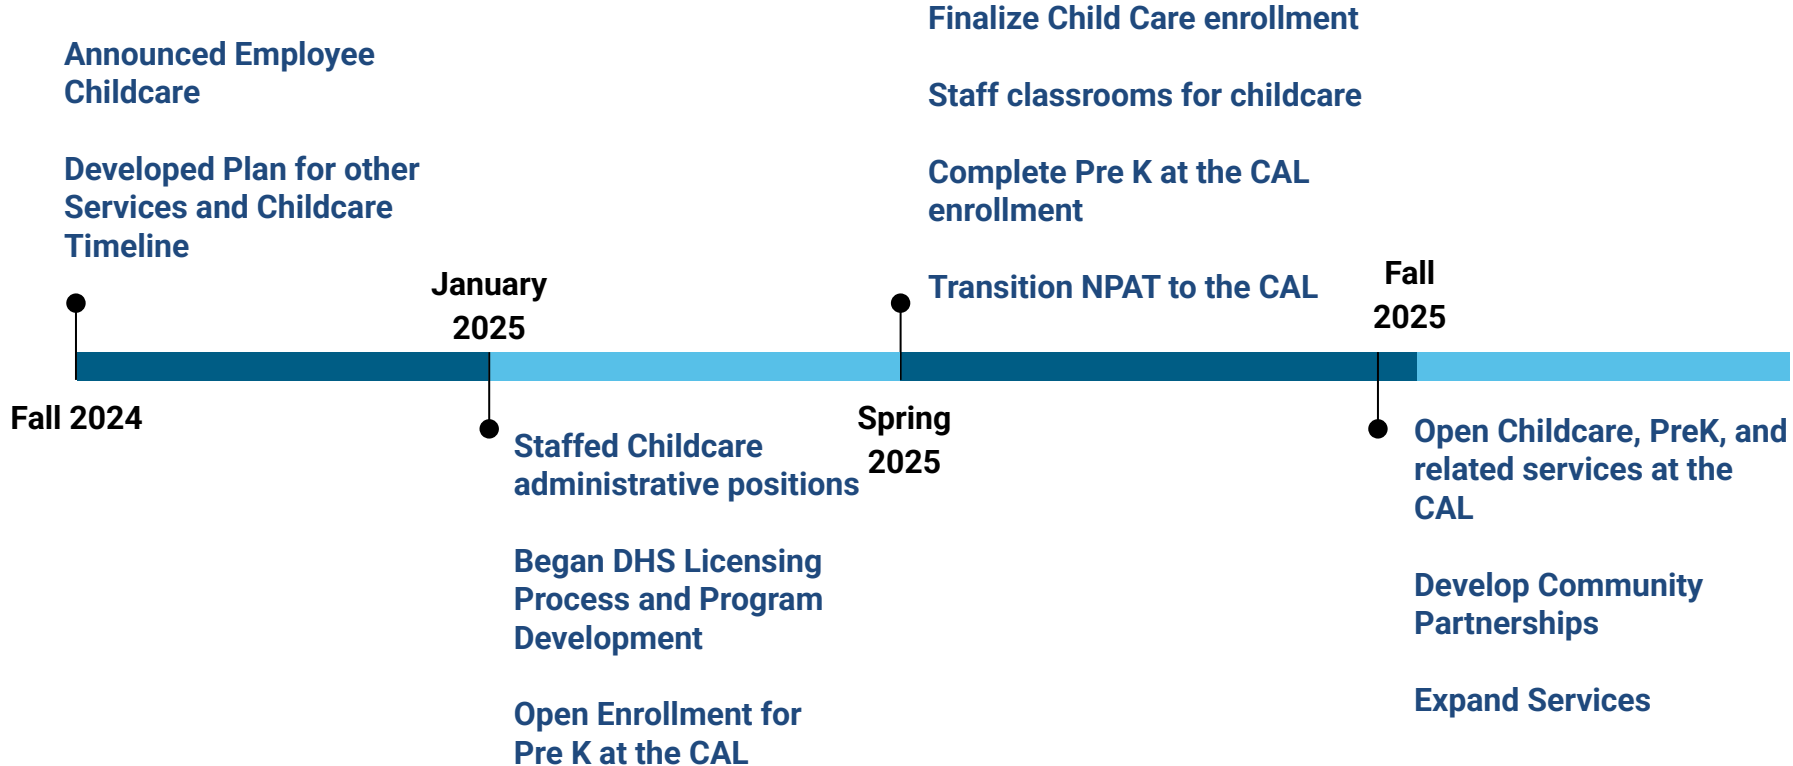 Announced Employee
Childcare
Developed Plan for other
Services and Childcare
Timeline
Fall 2024
January
2025
Staffed Childcare
administrative positions
Began DHS Licensing
Process and Program
Development
Open Enrollment for
Pre K at the CAL
Finalize Child Care enrollment
Staff classrooms for childcare
Complete Pre K at the CAL
enrollment
Transition NPAT to the CAL
Spring
2025
Fall
2025
Open Childcare, PreK, and
related services at the
CAL
Develop Community
Partnerships
Expand Services